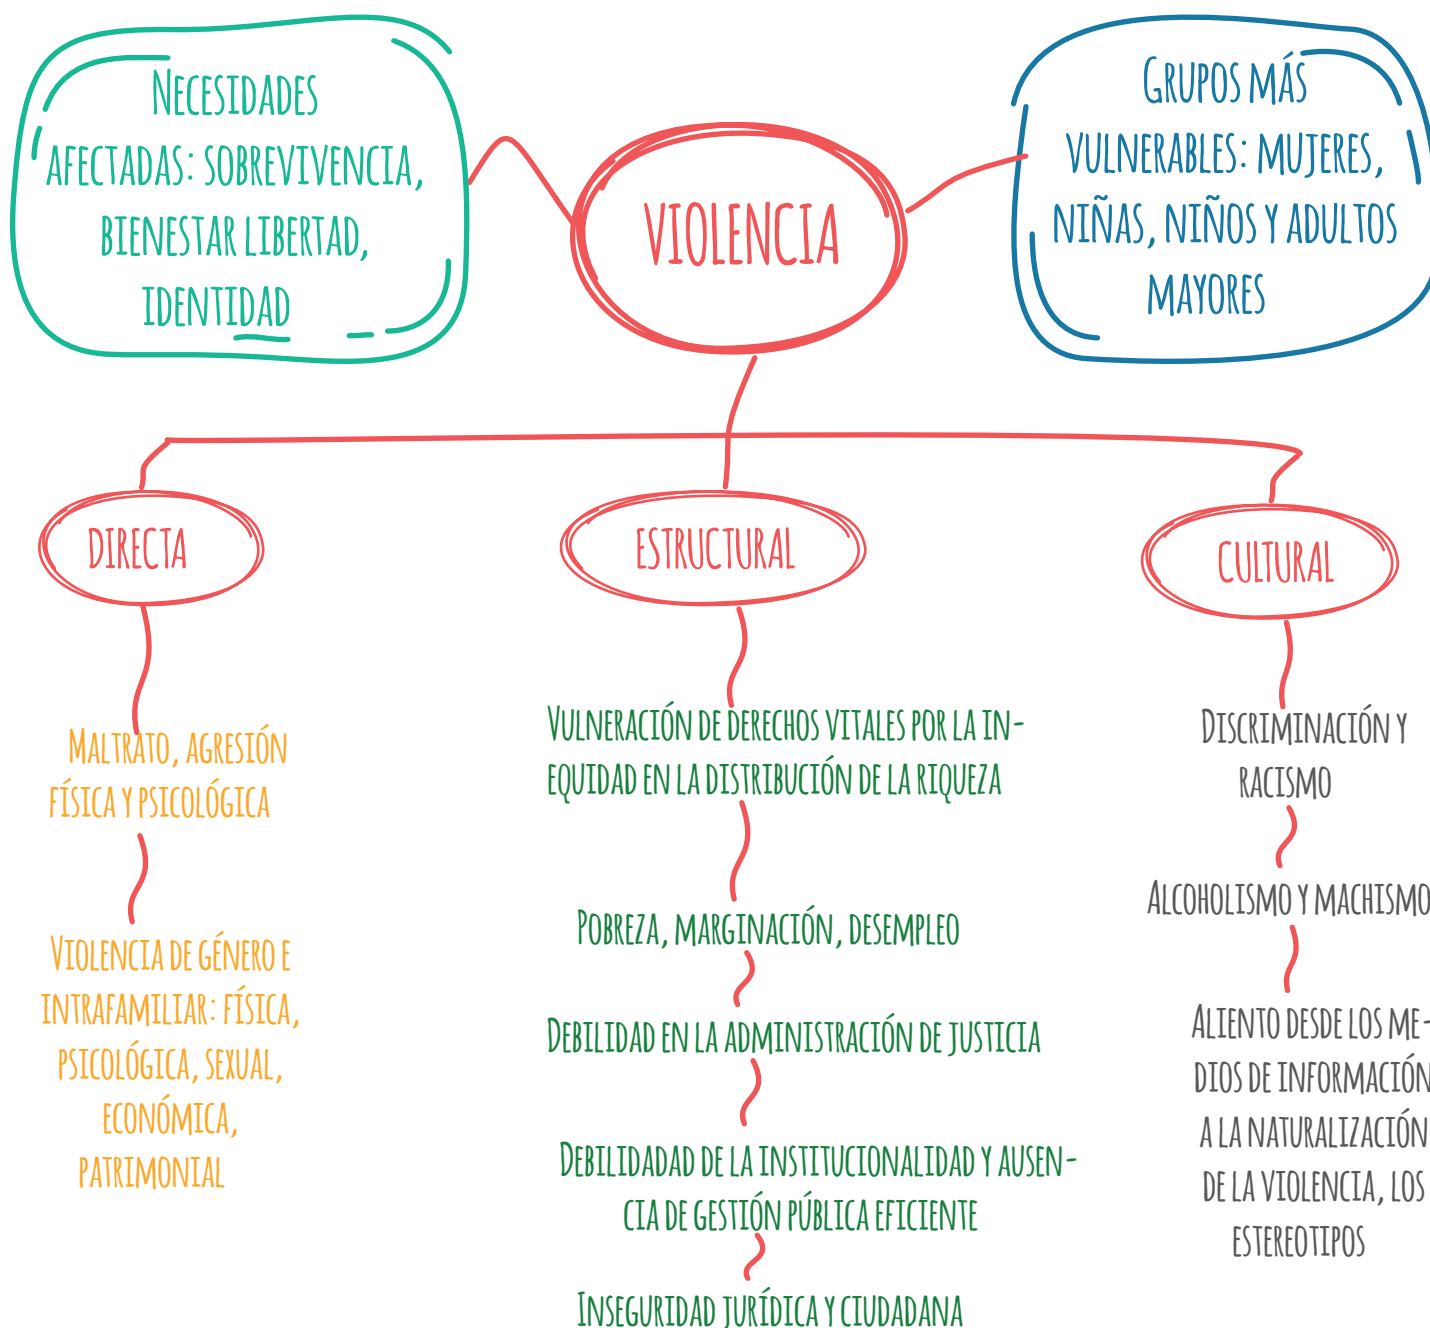 Necesidades
afectadas: sobrevivencia,
bienestar libertad,
identidad
VIOLENCIA
Grupos más
vulnerables: mujeres,
niñas, niños y adultos
mayores
DIRECTA
Maltrato, agresión
física y psicológica
Violencia de género e
intrafamiliar: física,
psicológica, sexual,
económica,
patrimonial
ESTRUCTURAL
Vulneración de derechos vitales por la in-
equidad en la distribución de la riqueza
Pobreza, marginación, desempleo
Debilidad en la administración de justicia
Debilidadad de la institucionalidad y ausen-
cia de gestión pública eficiente
Inseguridad jurídica y ciudadana
CULTURAL
Discriminación y
racismo
Alcoholismo y machismo
Aliento desde los me-
dios de información
a la naturalización
de la violencia, los
estereotipos